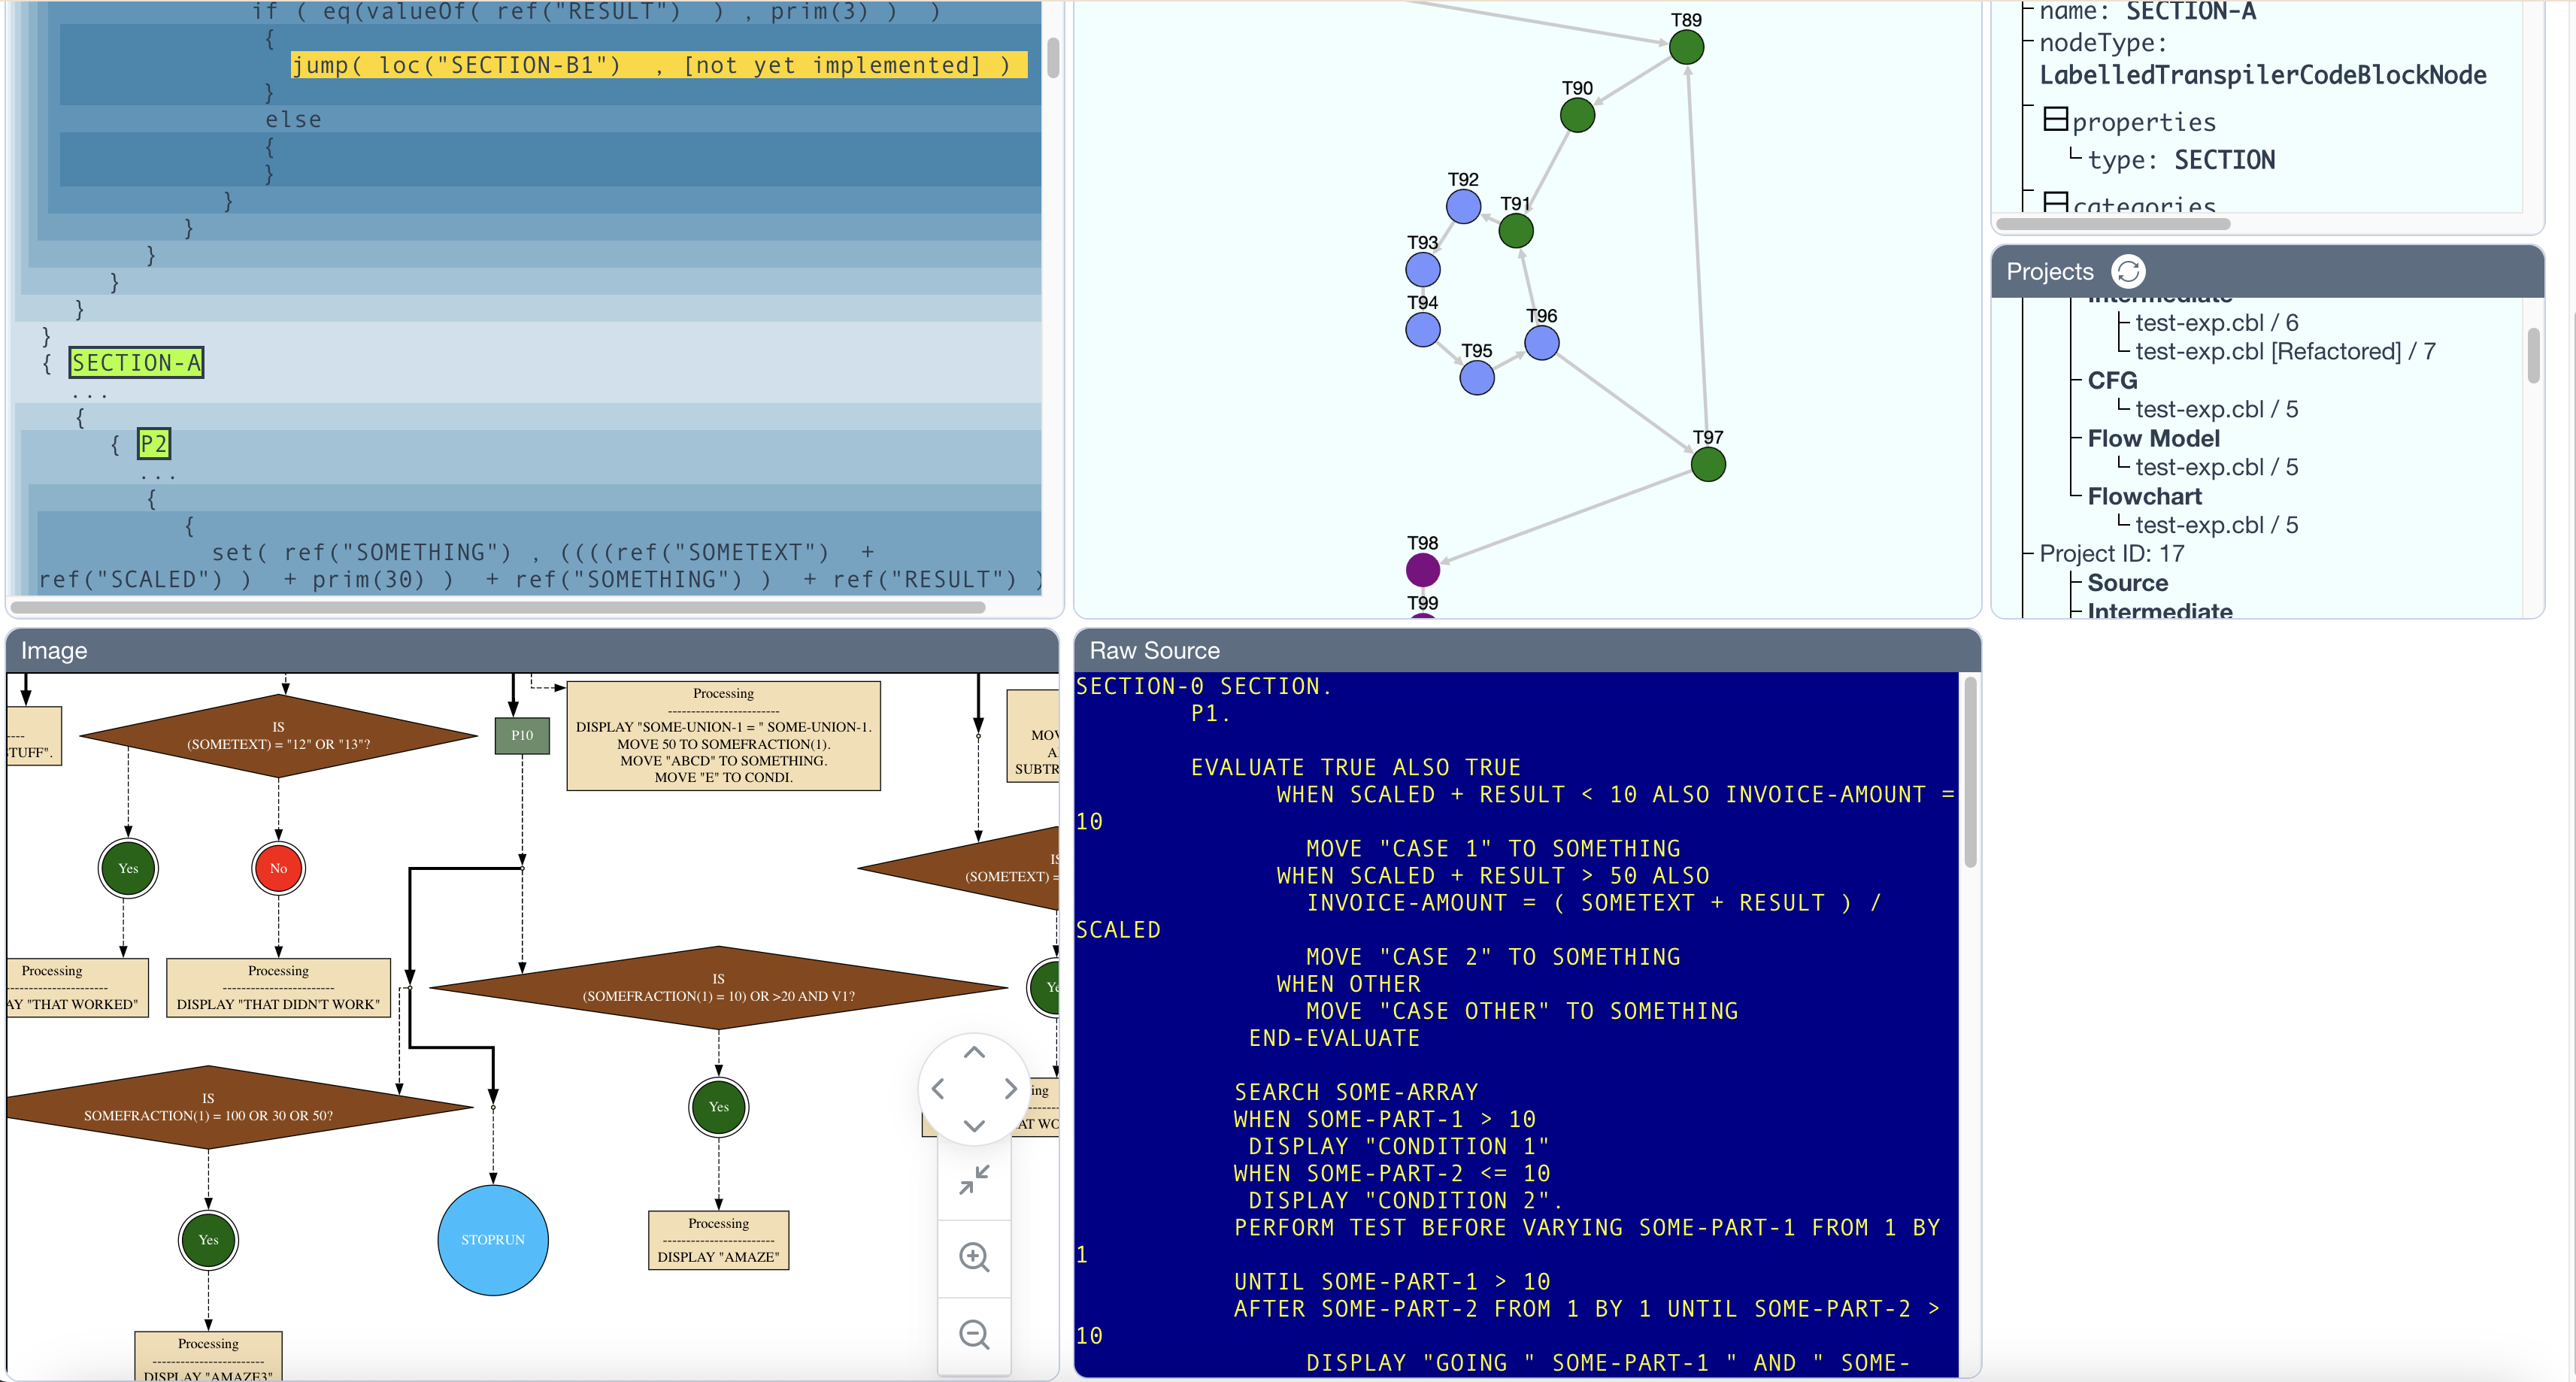 if ( eq(valueOf( ref("RESULT")  ) , prim(3) )  )
{
jump( loc("SECTION-B1")  , [not yet implemented] )
}
else
{
}
}
}
}
}
}
}
{ SECTION-A
...
{
{ P2
...
{
{
set( ref("SOMETHING") , ((((ref("SOMETEXT")  +
ref("SCALED") )  + prim(30) )  + ref("SOMETHING") )  + ref("RESULT") )
T89
T90
T92
T91
T93
T94
T96
T95
T97
T98
T99
name: SECTION-A
nodeType:
LabelledTranspilerCodeBlockNode
properties
type: SECTION
categories
Projects
Intermediate
test-exp.cbl / 6
test-exp.cbl [Refactored] / 7
CFG
test-exp.cbl / 5
Flow Model
test-exp.cbl / 5
Flowchart
test-exp.cbl / 5
Project ID: 17
Source
Intermediate
Image
----
TUFF".
IS
(SOMETEXT) = "12" OR "13"?
P10
Processing
------------------------
DISPLAY "SOME-UNION-1 = " SOME-UNION-1.
MOVE 50 TO SOMEFRACTION(1).
MOVE "ABCD" TO SOMETHING.
MOVE "E" TO CONDI.
MOV
A
SUBTR
Yes
No
IS
(SOMETEXT) =
Processing
------------------------
AY "THAT WORKED"
Processing
------------------------
DISPLAY "THAT DIDN'T WORK"
IS
(SOMEFRACTION(1) = 10) OR >20 AND V1?
Ye
IS
SOMEFRACTION(1) = 100 OR 30 OR 50?
Yes
ing
-----
AT WO
Yes
STOPRUN
Processing
------------------------
DISPLAY "AMAZE"
Processing
------------------------
DISPLAY "AMAZE3"
Raw Source
SECTION-0 SECTION.
P1.
EVALUATE TRUE ALSO TRUE
WHEN SCALED + RESULT < 10 ALSO INVOICE-AMOUNT =
10
MOVE "CASE 1" TO SOMETHING
WHEN SCALED + RESULT > 50 ALSO
INVOICE-AMOUNT = ( SOMETEXT + RESULT ) /
SCALED
MOVE "CASE 2" TO SOMETHING
WHEN OTHER
MOVE "CASE OTHER" TO SOMETHING
END-EVALUATE
SEARCH SOME-ARRAY
WHEN SOME-PART-1 > 10
DISPLAY "CONDITION 1"
WHEN SOME-PART-2 <= 10
DISPLAY "CONDITION 2".
PERFORM TEST BEFORE VARYING SOME-PART-1 FROM 1 BY
1
UNTIL SOME-PART-1 > 10
AFTER SOME-PART-2 FROM 1 BY 1 UNTIL SOME-PART-2 >
10
DISPLAY "GOING " SOME-PART-1 " AND " SOME-